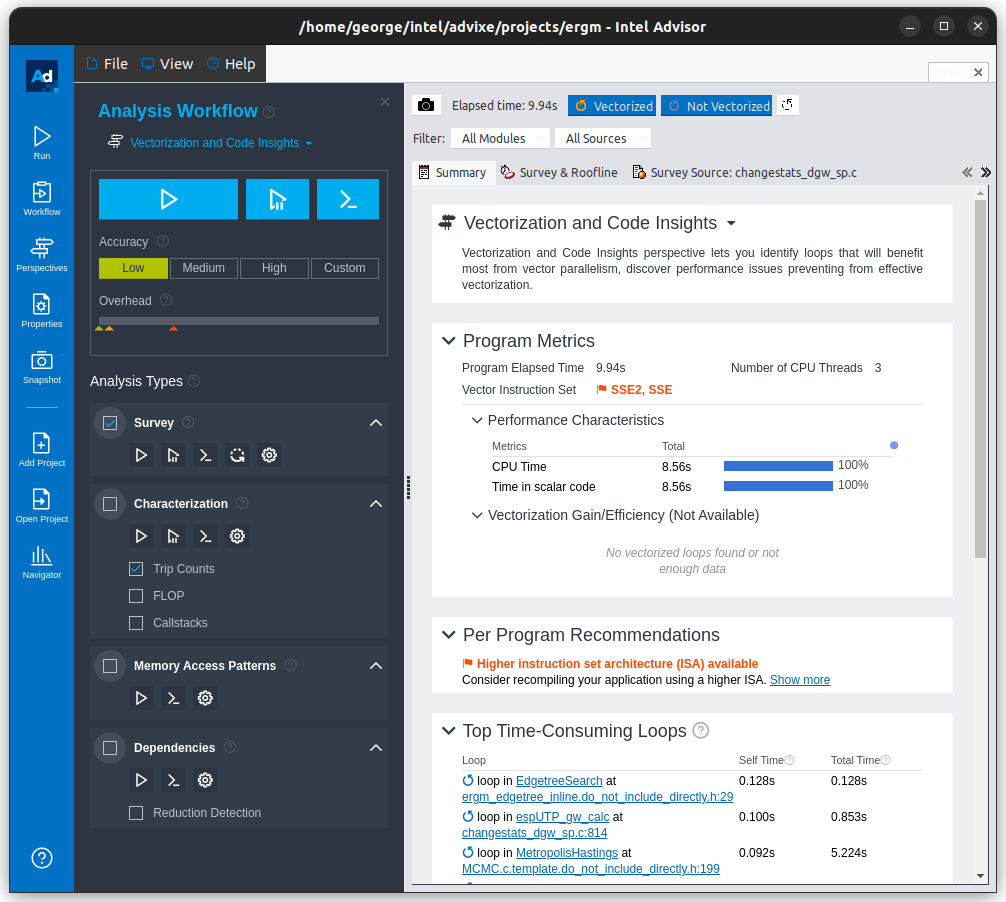 /home/george/intel/advixe/projects/ergm - Intel Advisor
Ad
File View Help
Run
Workflow
Perspectives
Properties
Snapshot
Add Project
Open Project
Navigator
Analysis Workflow
Vectorization and Code Insights
Accuracy
Low Medium High Custom
Overhead
Analysis Types
Survey
Characterization
Trip Counts
FLOP
Callstacks
Memory Access Patterns
Dependencies
Reduction Detection
Elapsed time: 9.94s Vectorized Not Vectorized
Filter: All Modules All Sources
Summary Survey & Roofline Survey Source: changestats_dgw_sp.c
Vectorization and Code Insights
Vectorization and Code Insights perspective lets you identify loops that will benefit
most from vector parallelism, discover performance issues preventing from effective
vectorization.
Program Metrics
Program Elapsed Time 9.94s Number of CPU Threads 3
Vector Instruction Set SSE2, SSE
Performance Characteristics
Metrics Total
CPU Time 8.56s 100%
Time in scalar code 8.56s 100%
Vectorization Gain/Efficiency (Not Available)
No vectorized loops found or not
enough data
Per Program Recommendations
Higher instruction set architecture (ISA) available
Consider recompiling your application using a higher ISA. Show more
Top Time-Consuming Loops
Loop Self Time Total Time
loop in EdgetreeSearch at 0.128s 0.128s
ergm_edgetree_inline.do_not_include_directly.h:29
loop in espUTP_gw_calc at 0.100s 0.853s
changestats_dgw_sp.c:814
loop in MetropolisHastings at 0.092s 5.224s
MCMC.c.template.do_not_include_directly.h:199